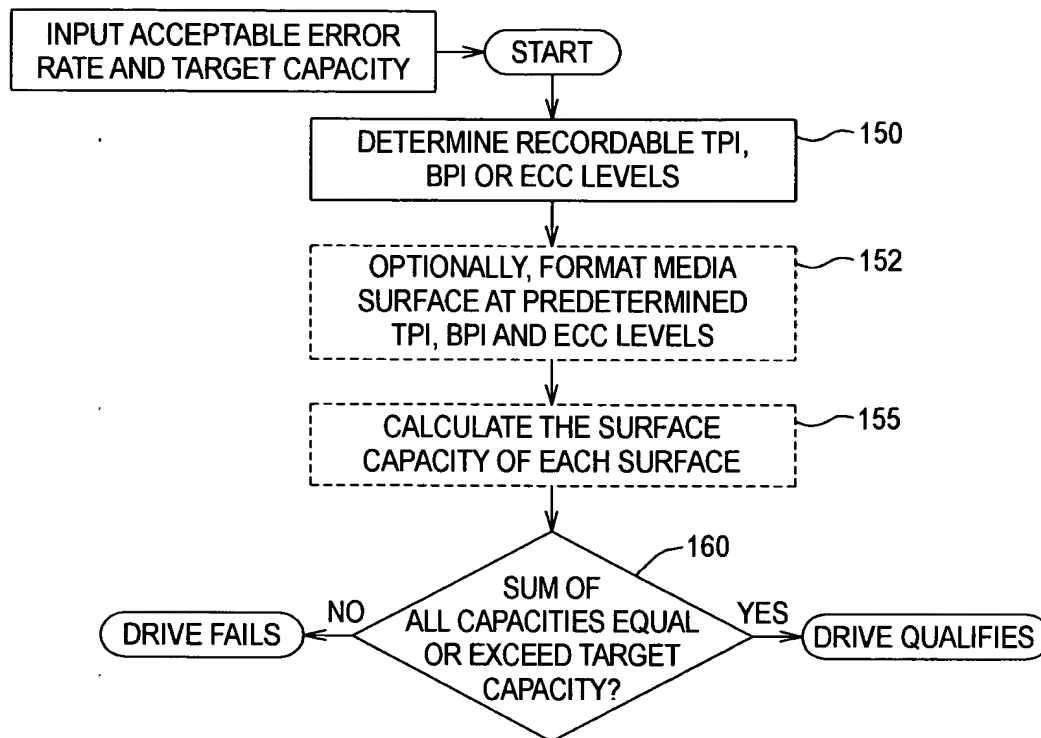 INPUT ACCEPTABLE ERROR
RATE AND TARGET CAPACITY
START
DETERMINE RECORDABLE TPI,
BPI OR ECC LEVELS
150
OPTIONALLY, FORMAT MEDIA
SURFACE AT PREDETERMINED
TPI, BPI AND ECC LEVELS
152
CALCULATE THE SURFACE
CAPACITY OF EACH SURFACE
155
160
SUM OF
ALL CAPACITIES EQUAL
OR EXCEED TARGET
CAPACITY?
NO
YES
DRIVE FAILS
DRIVE QUALIFIES